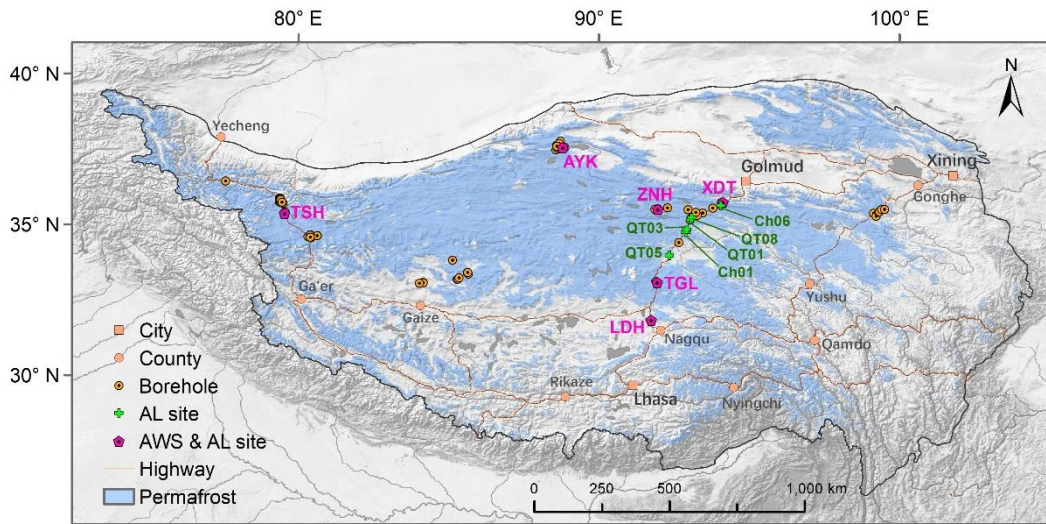 80° E
90° E
100° E
40° N
N
Yecheng
AYK
Golmud
Xining
XDT
ZNH
Gonghe
TSH
35° N
Ch06
QT03
QT08
QT05
QT01
Ch01
TGL
Ga'er
Gaize
Yushu
LDH
Nagqu
Qamdo
30° N
Rikaze
Lhasa
Nyingchi
City
County
Borehole
AL site
AWS & AL site
Highway
Permafrost
0 250 500 1,000 km